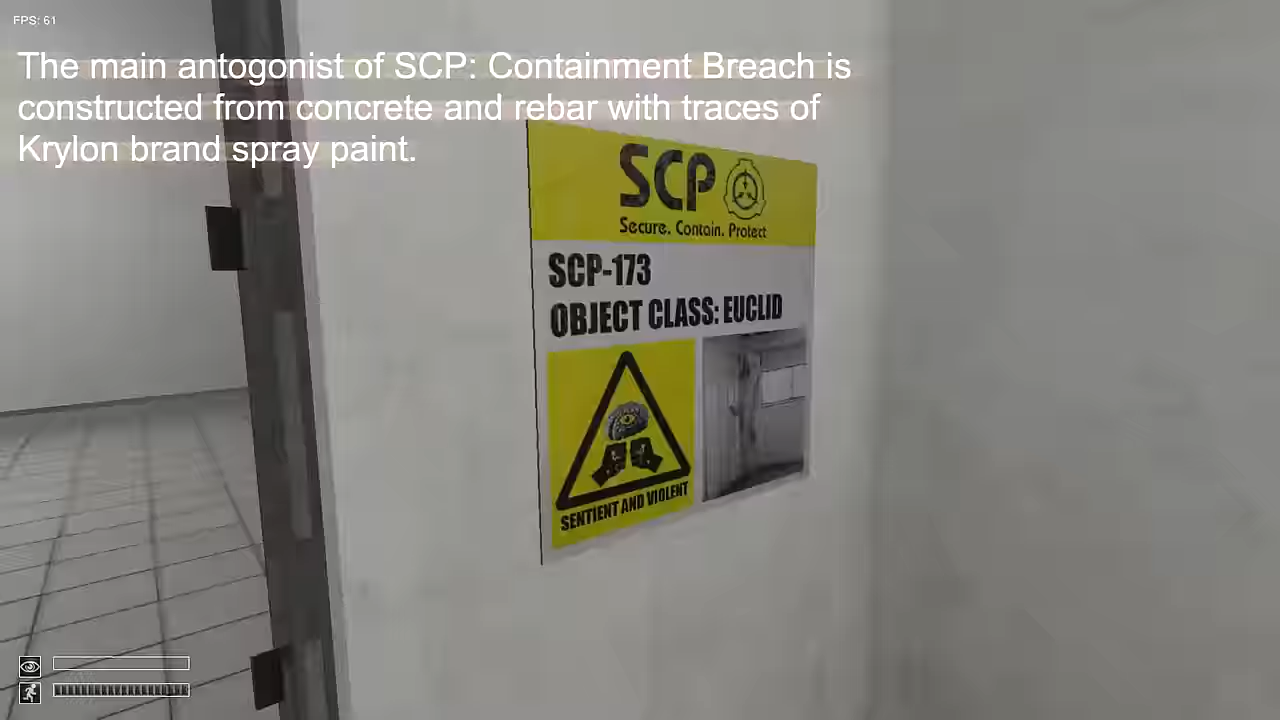 FPS: 61
The main antogonist of SCP: Containment Breach is
constructed from concrete and rebar with traces of
Krylon brand spray paint.
SCP
Secure. Contain. Protect
SCP-173
OBJECT CLASS: EUCLID
SENTIENT AND VIOLENT